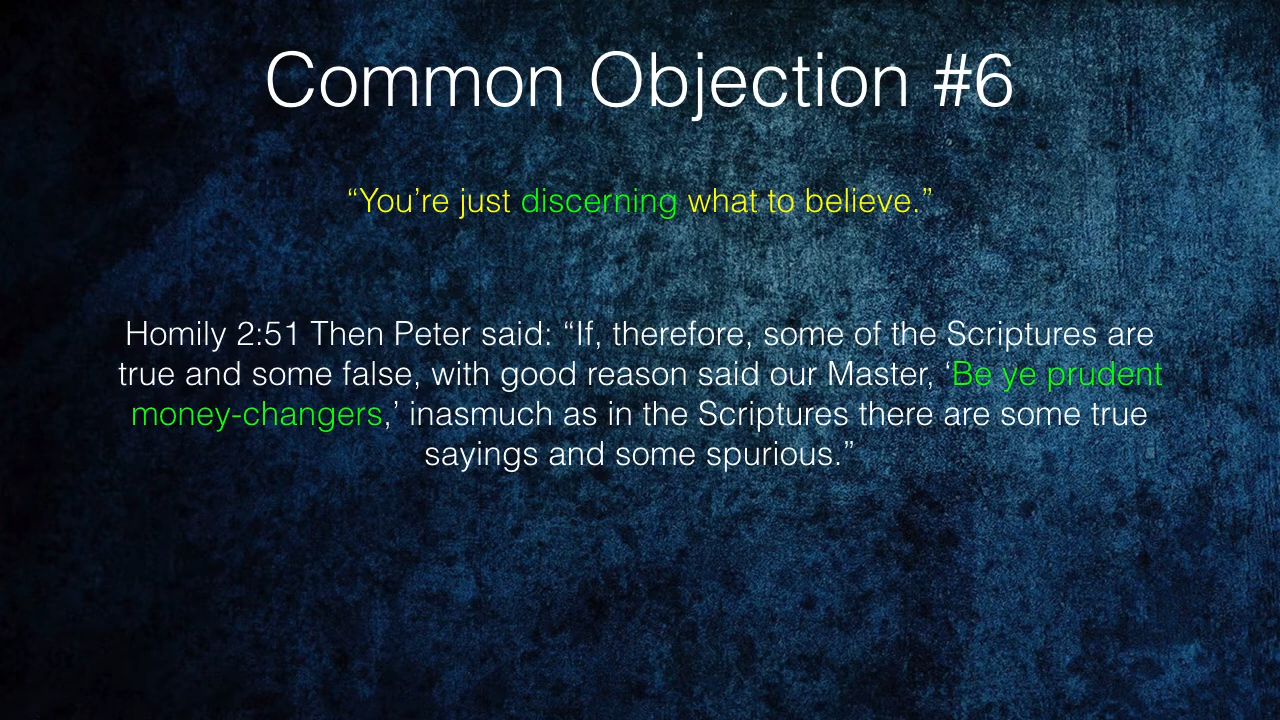 Common Objection #6
“You’re just discerning what to believe.”
Homily 2:51 Then Peter said: “If, therefore, some of the Scriptures are
true and some false, with good reason said our Master, ‘Be ye prudent
money-changers,’ inasmuch as in the Scriptures there are some true
sayings and some spurious.”